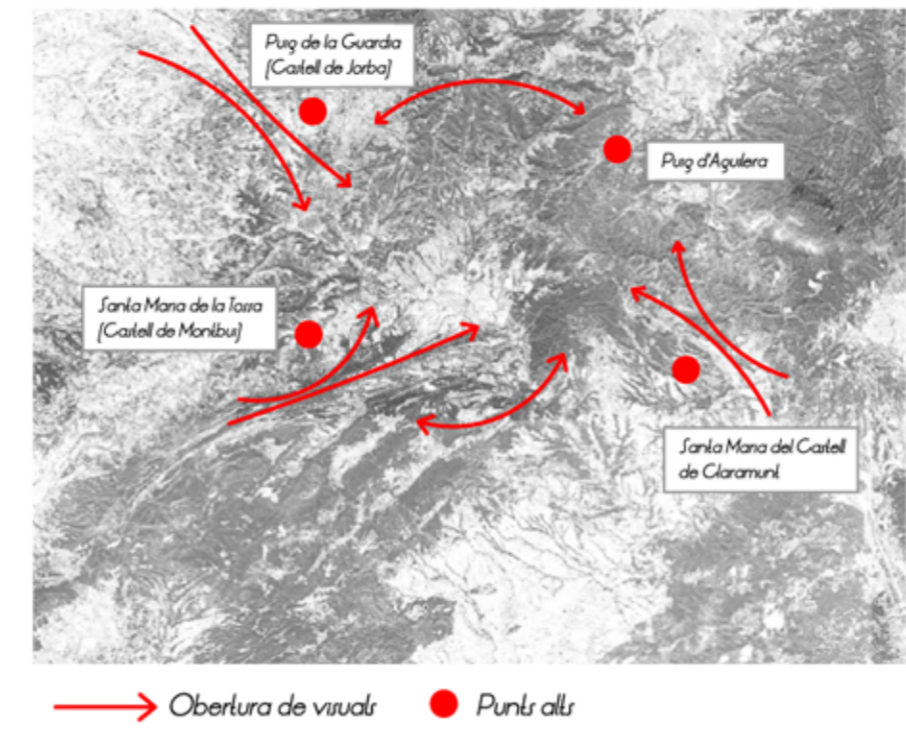 Puig de la Guardia
(Castell de Jorba)
Puig d'Aguilera
Santa Maria de la Tossa
(Castell de Montbui)
Santa Maria del Castell
de Claramunt
Obertura de visuals
Punts alts